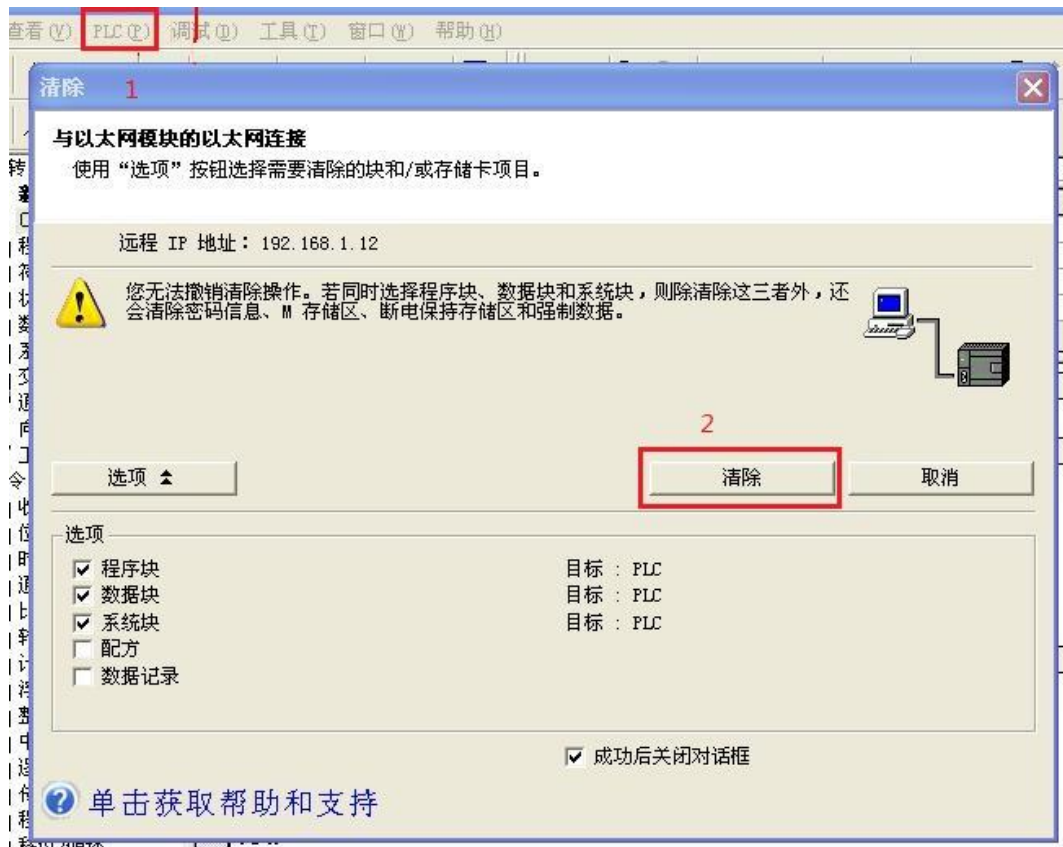 查看(V) PLC(P) 调试(D) 工具(T) 窗口(W) 帮助(H)
清除 1
与以太网模块的以太网连接
使用“选项”按钮选择需要清除的块和/或存储卡项目。
远程 IP 地址：192.168.1.12
您无法撤销清除操作。若同时选择程序块、数据块和系统块，则除清除这三者外，还
会清除密码信息、M 存储区、断电保持存储区和强制数据。
2
选项 清除 取消
选项
程序块 目标 : PLC
数据块 目标 : PLC
系统块 目标 : PLC
配方
数据记录
成功后关闭对话框
单击获取帮助和支持